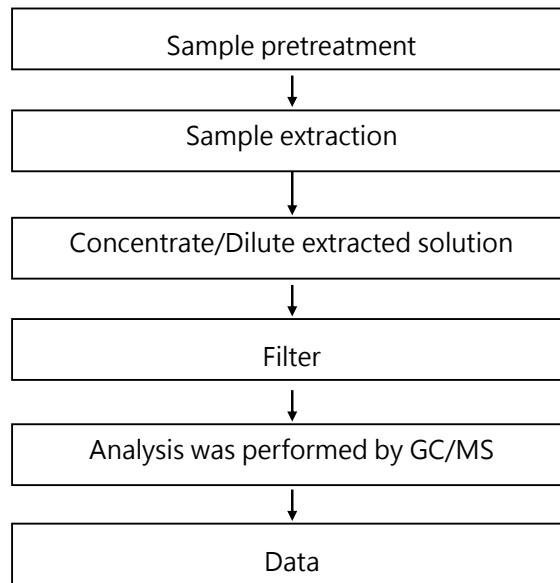 Sample pretreatment
Sample extraction
Concentrate/Dilute extracted solution
Filter
Analysis was performed by GC/MS
Data